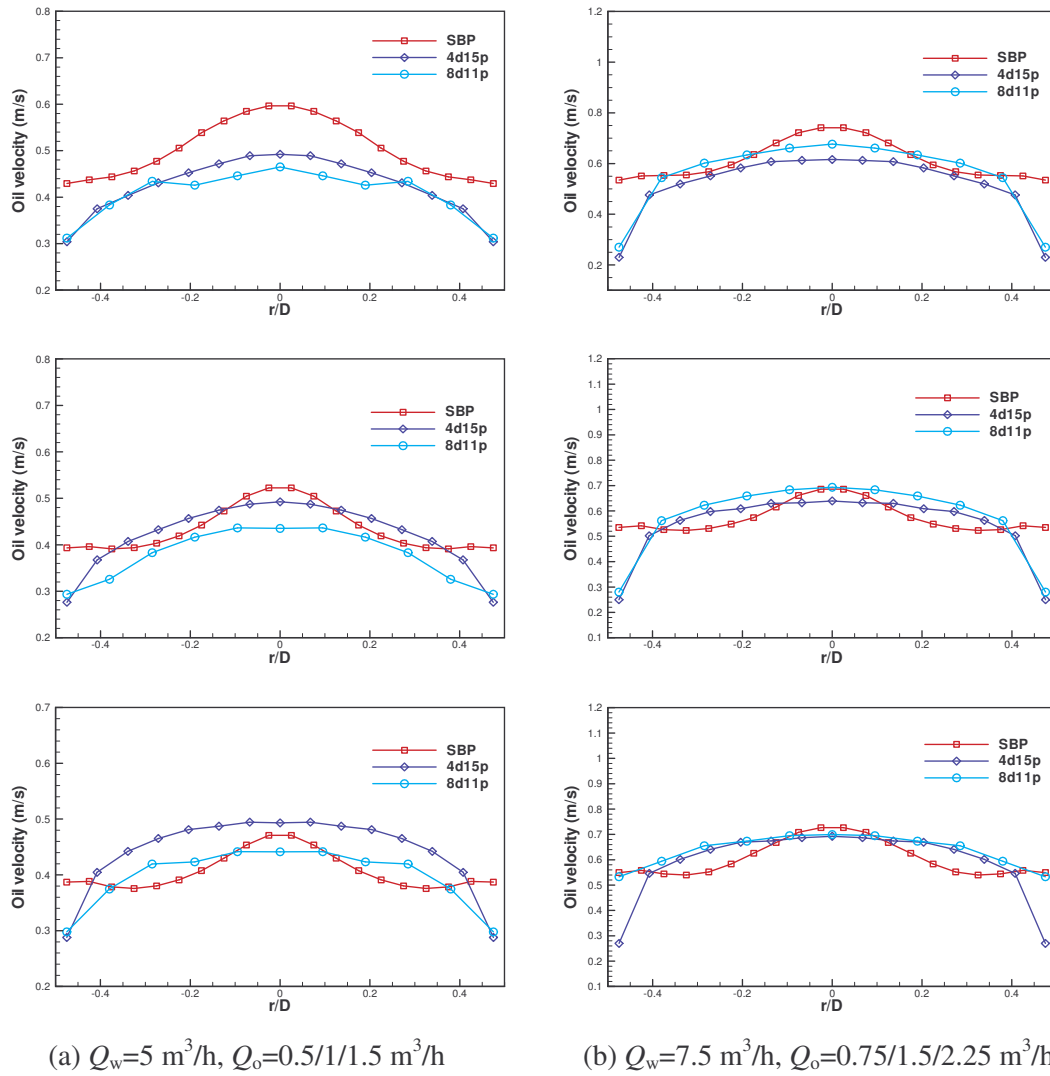 0.8
0.7
0.6
0.5
0.4
0.3
0.2
Oil velocity (m/s)
SBP
4d15p
8d11p
-0.4 -0.2 0 0.2 0.4
r/D
1.2
1
0.8
0.6
0.4
0.2
Oil velocity (m/s)
SBP
4d15p
8d11p
-0.4 -0.2 0 0.2 0.4
r/D
0.8
0.7
0.6
0.5
0.4
0.3
0.2
Oil velocity (m/s)
SBP
4d15p
8d11p
-0.4 -0.2 0 0.2 0.4
r/D
1.2
1.1
1
0.9
0.8
0.7
0.6
0.5
0.4
0.3
0.2
0.1
Oil velocity (m/s)
SBP
4d15p
8d11p
-0.4 -0.2 0 0.2 0.4
r/D
0.7
0.6
0.5
0.4
0.3
0.2
Oil velocity (m/s)
SBP
4d15p
8d11p
-0.4 -0.2 0 0.2 0.4
r/D
1.2
1.1
1
0.9
0.8
0.7
0.6
0.5
0.4
0.3
0.2
0.1
Oil velocity (m/s)
SBP
4d15p
8d11p
-0.4 -0.2 0 0.2 0.4
r/D
(a) Qw=5 m³/h, Qo=0.5/1/1.5 m³/h
(b) Qw=7.5 m³/h, Qo=0.75/1.5/2.25 m³/h